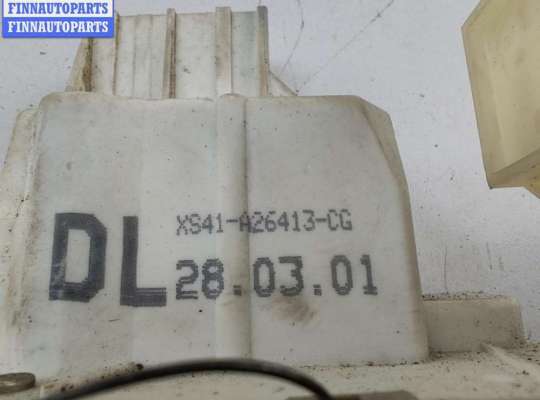 FINNAUTOPARTS
FINNAUTOPARTS
XS41-A26413-CG
DL 28.03.01